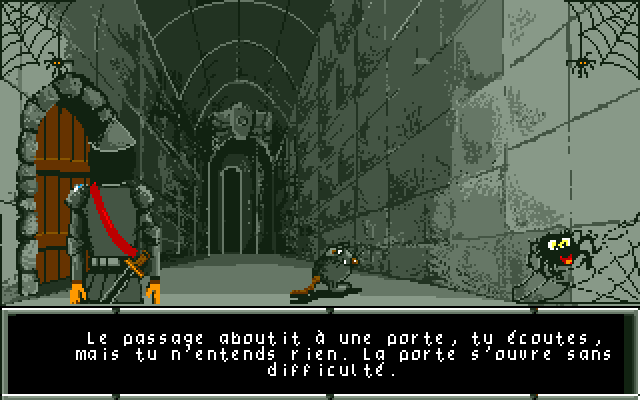 Le passage aboutit à une porte, tu écoutes,
mais tu n'entends rien. La porte s'ouvre sans
difficulté.